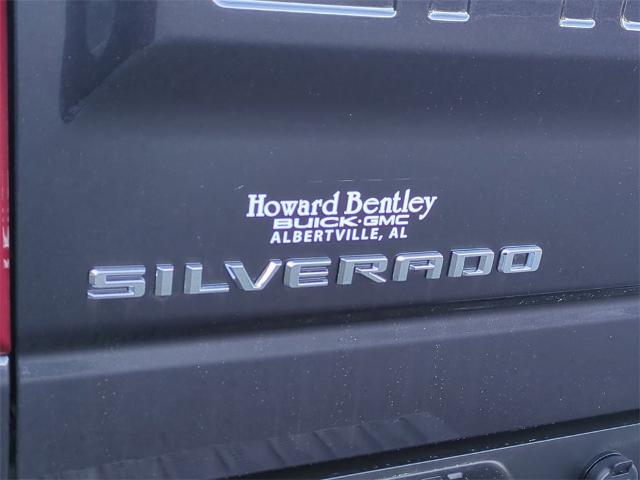 Howard Bentley
BUICK·GMC
ALBERTVILLE, AL
SILVERADO